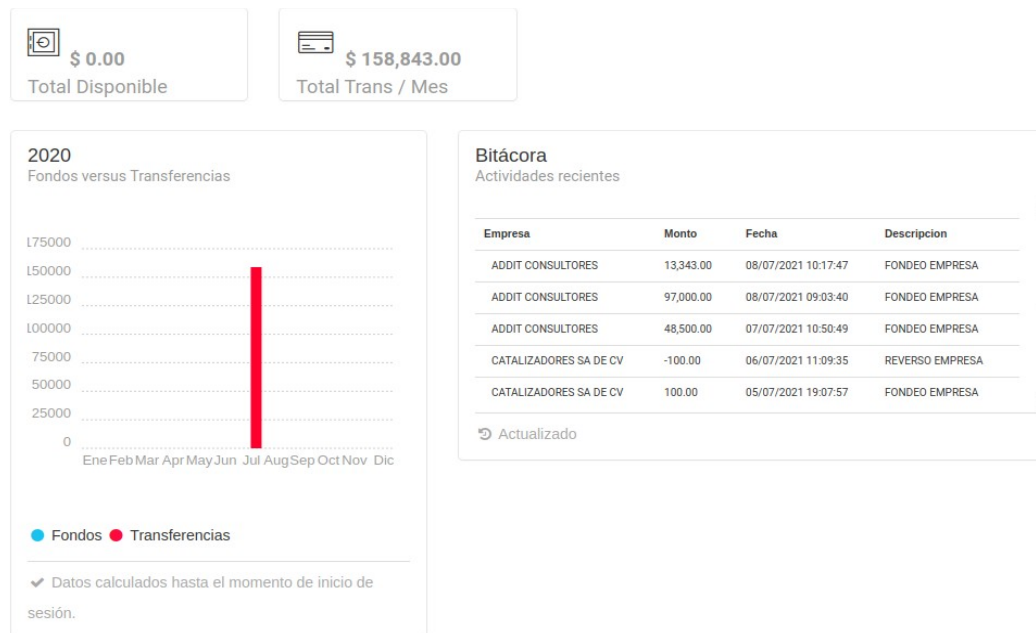 $ 0.00
Total Disponible
$ 158,843.00
Total Trans / Mes
2020
Fondos versus Transferencias
175000
150000
125000
100000
75000
50000
25000
0
Ene Feb Mar Apr May Jun Jul Aug Sep Oct Nov Dic
Fondos Transferencias
Datos calculados hasta el momento de inicio de
sesión.
Bitácora
Actividades recientes
Empresa Monto Fecha Descripcion
ADDIT CONSULTORES 13,343.00 08/07/2021 10:17:47 FONDEO EMPRESA
ADDIT CONSULTORES 97,000.00 08/07/2021 09:03:40 FONDEO EMPRESA
ADDIT CONSULTORES 48,500.00 07/07/2021 10:50:49 FONDEO EMPRESA
CATALIZADORES SA DE CV -100.00 06/07/2021 11:09:35 REVERSO EMPRESA
CATALIZADORES SA DE CV 100.00 05/07/2021 19:07:57 FONDEO EMPRESA
Actualizado